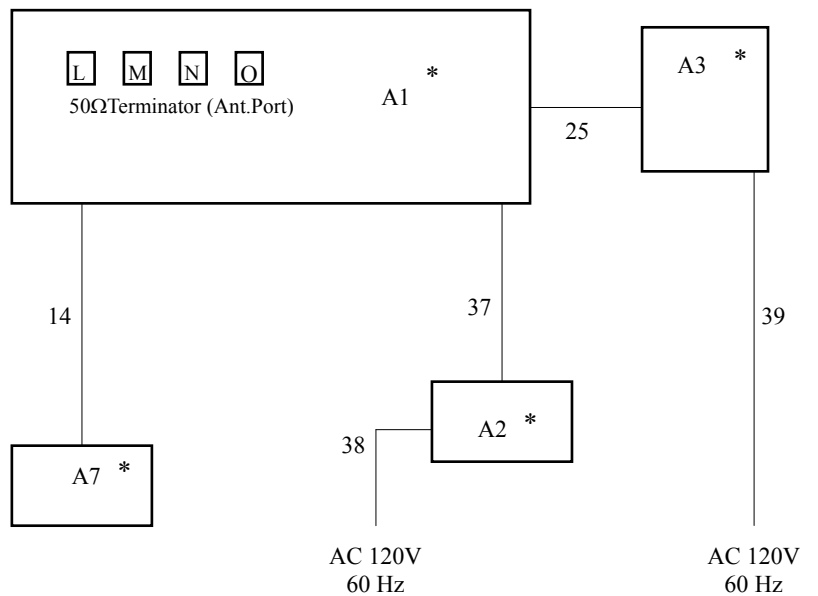 L M N O
50ΩTerminator (Ant.Port)
A1 *
A3 *
25
14
37
39
A2 *
38
A7 *
AC 120V
60 Hz
AC 120V
60 Hz